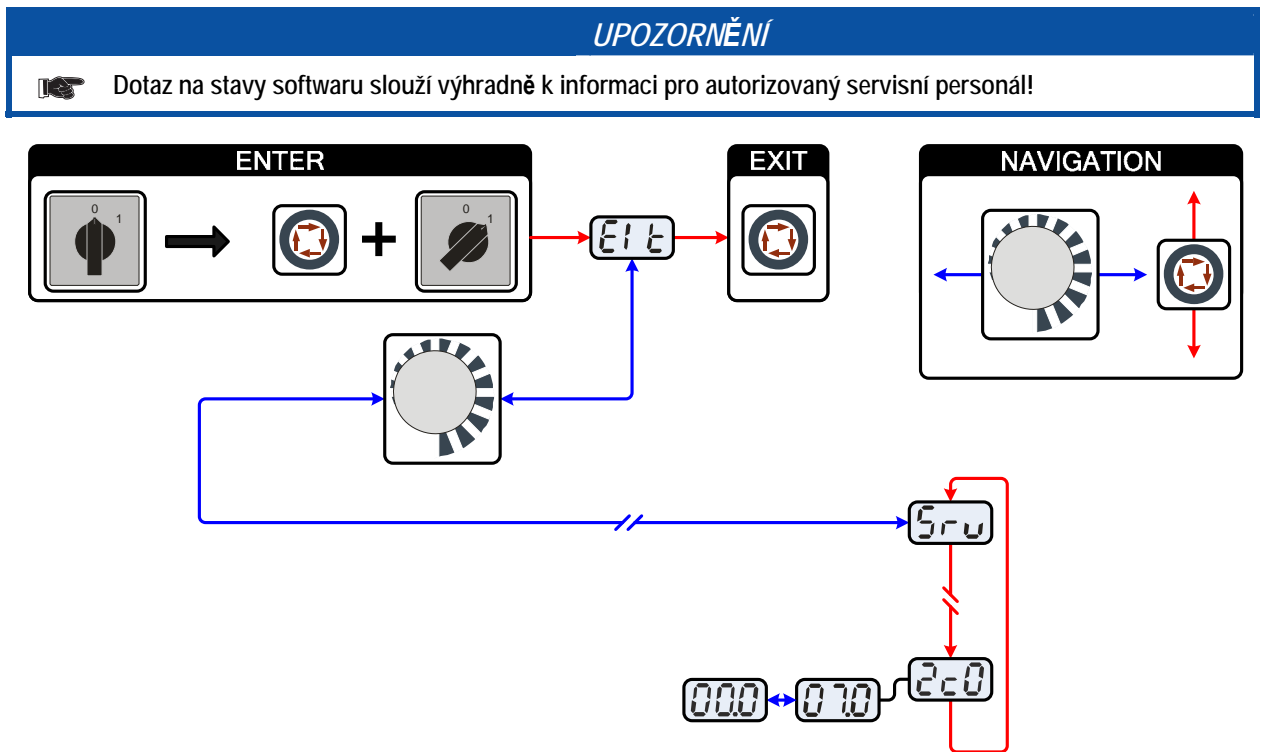 UPOZORNĚNÍ
Dotaz na stavy softwaru slouží výhradně k informaci pro autorizovaný servisní personál!
ENTER
EXIT
NAVIGATION
0
1
+
0
1
EIt
Srv
2c0
00.0
07.0